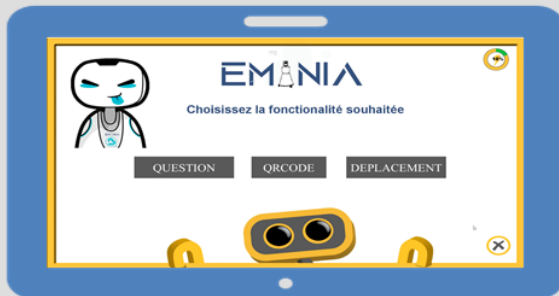 EMANIA
Choisissez la fonctionalité souhaitée
QUESTION QRCODE DEPLACEMENT